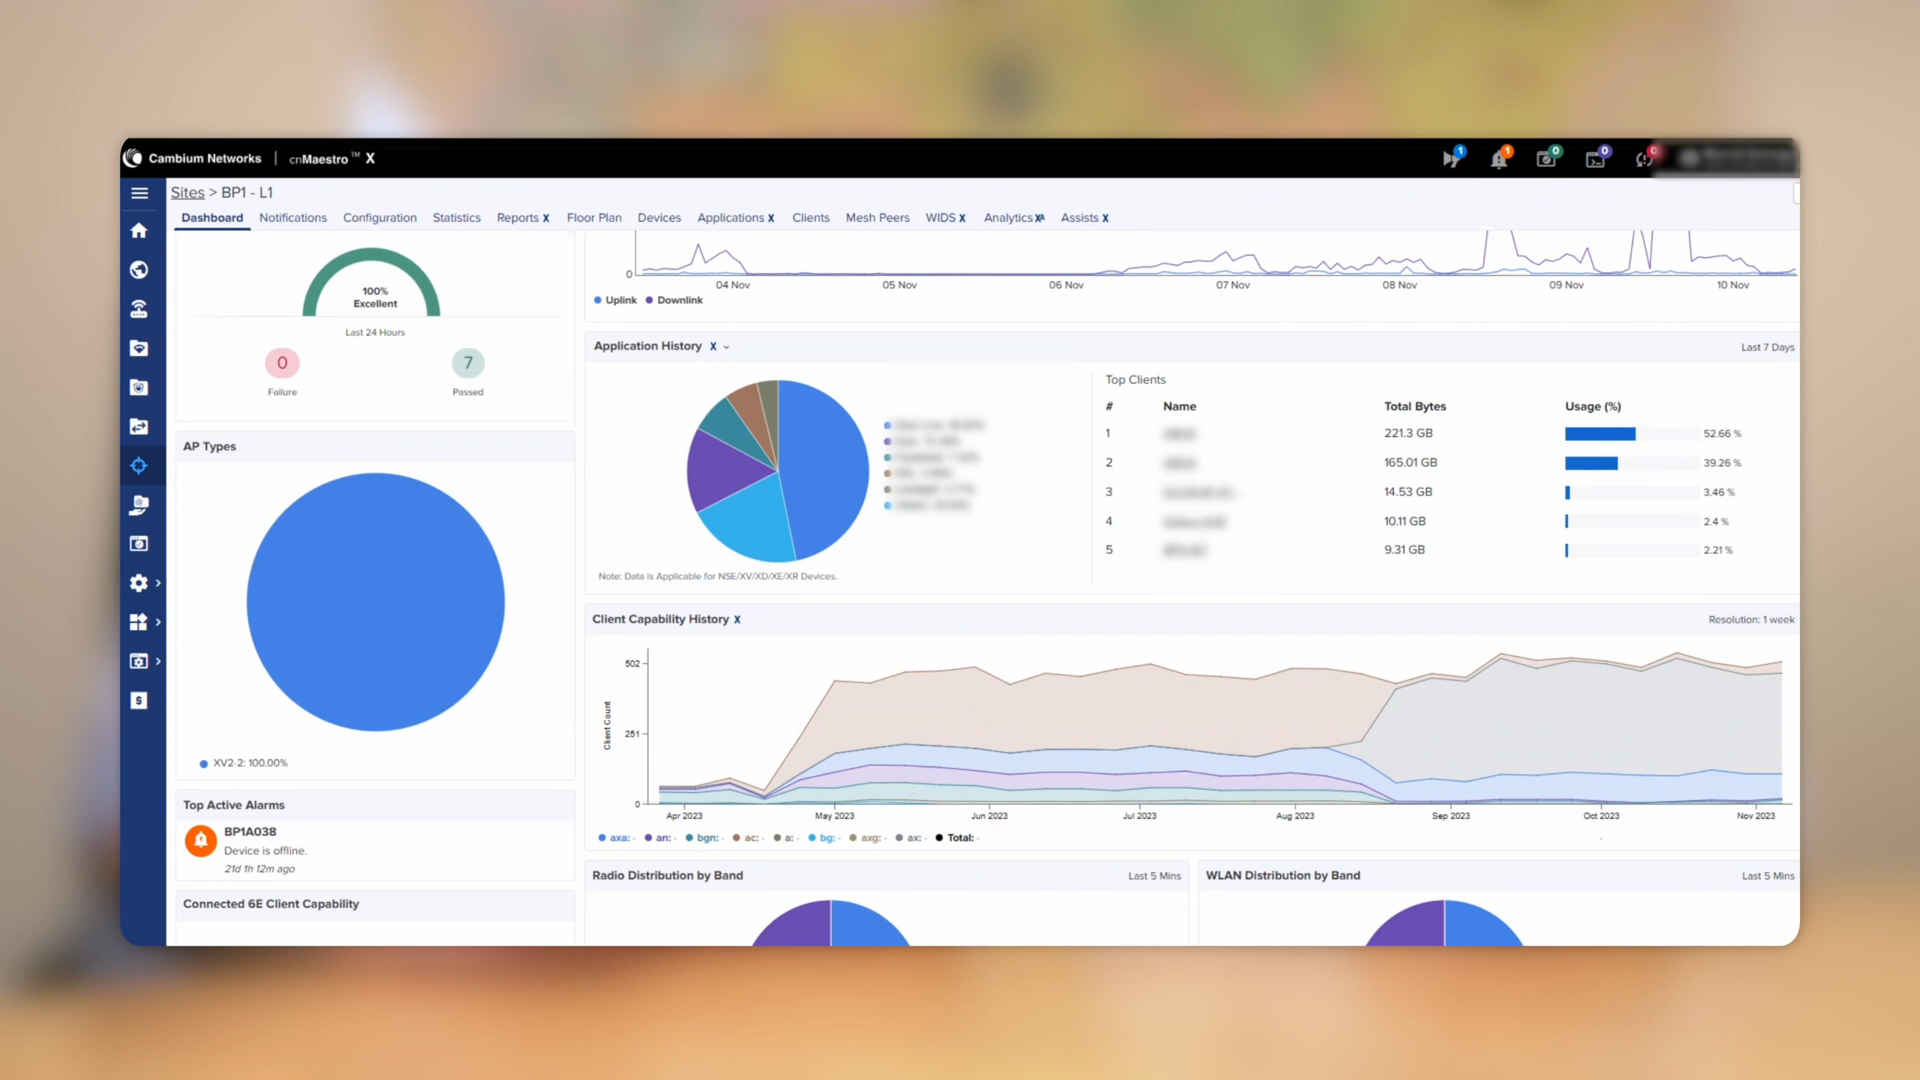 Cambium Networks | cnMaestro™ X
1 1 0 0 0
Sites > BP1 - L1
Dashboard Notifications Configuration Statistics Reports X Floor Plan Devices Applications X Clients Mesh Peers WIDS X Analytics XA Assists X
100%
Excellent
Last 24 Hours
0 7
Failure Passed
AP Types
XV2-2: 100.00%
Top Active Alarms
BP1A038
Device is offline.
21d 1h 12m ago
Connected 6E Client Capability
0
04 Nov 05 Nov 06 Nov 07 Nov 08 Nov 09 Nov 10 Nov
Uplink Downlink
Application History X Last 7 Days
Note: Data is Applicable for NSE/XV/XD/XE/XR Devices.
Top Clients
# Name Total Bytes Usage (%)
1 221.3 GB 52.66 %
2 165.01 GB 39.26 %
3 14.53 GB 3.46 %
4 10.11 GB 2.4 %
5 9.31 GB 2.21 %
Client Capability History X Resolution: 1 week
Client Count
502
251
0
Apr 2023 May 2023 Jun 2023 Jul 2023 Aug 2023 Sep 2023 Oct 2023 Nov 2023
axa: - an: - bgn: - ac: - a: - bg: - axg: - ax: - Total: -
Radio Distribution by Band Last 5 Mins
WLAN Distribution by Band Last 5 Mins